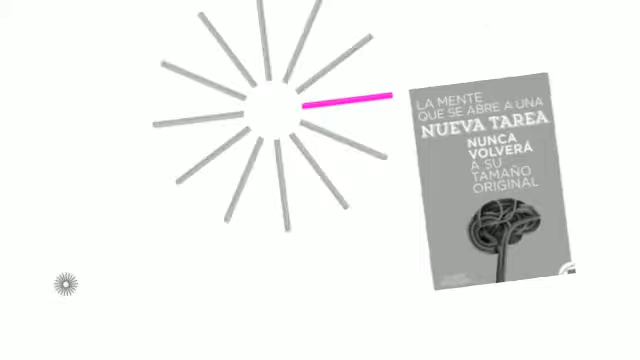 LA MENTE
QUE SE ABRE A UNA
NUEVA TAREA
NUNCA
VOLVERÁ
A SU
TAMAÑO
ORIGINAL